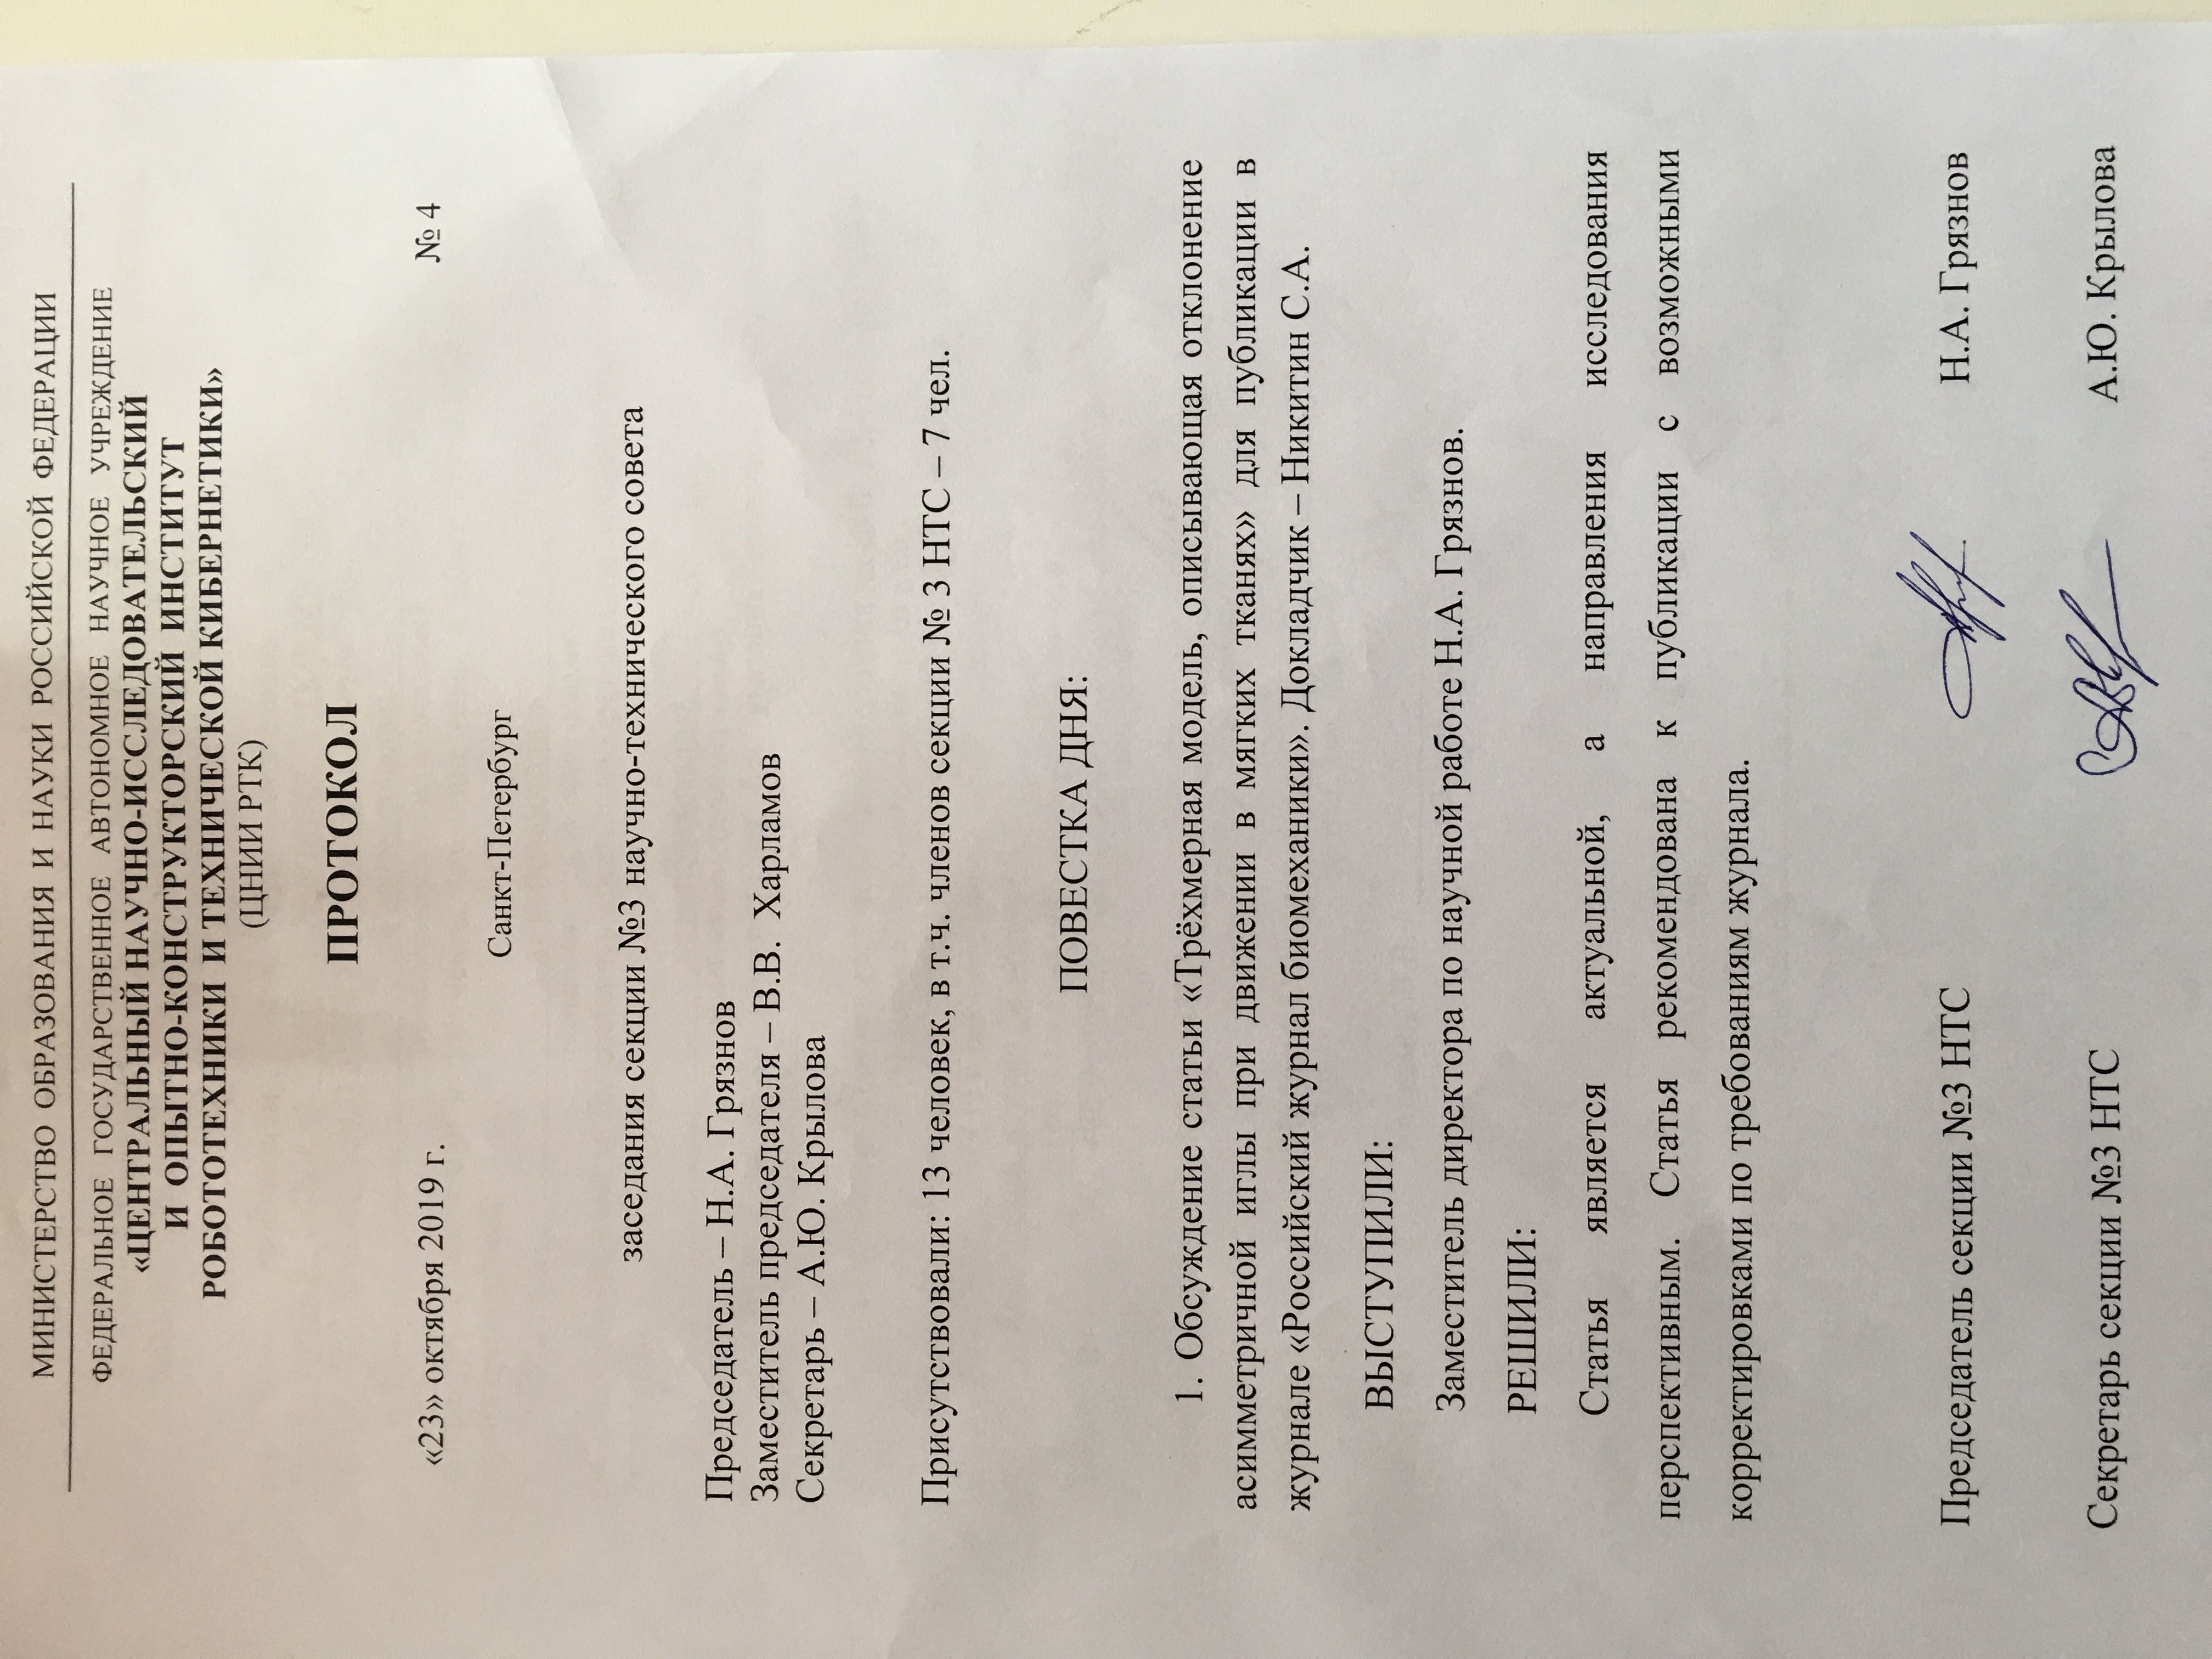 МИНИСТЕРСТВО ОБРАЗОВАНИЯ И НАУКИ РОССИЙСКОЙ ФЕДЕРАЦИИ
ФЕДЕРАЛЬНОЕ ГОСУДАРСТВЕННОЕ АВТОНОМНОЕ НАУЧНОЕ УЧРЕЖДЕНИЕ
«ЦЕНТРАЛЬНЫЙ НАУЧНО-ИССЛЕДОВАТЕЛЬСКИЙ
И ОПЫТНО-КОНСТРУКТОРСКИЙ ИНСТИТУТ
РОБОТОТЕХНИКИ И ТЕХНИЧЕСКОЙ КИБЕРНЕТИКИ»
(ЦНИИ РТК)
ПРОТОКОЛ
«23» октября 2019 г. № 4
Санкт-Петербург
заседания секции №3 научно-технического совета
Председатель – Н.А. Грязнов
Заместитель председателя – В.В. Харламов
Секретарь – А.Ю. Крылова
Присутствовали: 13 человек, в т.ч. членов секции № 3 НТС – 7 чел.
ПОВЕСТКА ДНЯ:
1. Обсуждение статьи «Трёхмерная модель, описывающая отклонение
асимметричной иглы при движении в мягких тканях» для публикации в
журнале «Российский журнал биомеханики». Докладчик – Никитин С.А.
ВЫСТУПИЛИ:
Заместитель директора по научной работе Н.А. Грязнов.
РЕШИЛИ:
Статья является актуальной, а направления исследования
перспективным. Статья рекомендована к публикации с возможными
корректировками по требованиям журнала.
Председатель секции №3 НТС Н.А. Грязнов
Секретарь секции №3 НТС А.Ю. Крылова